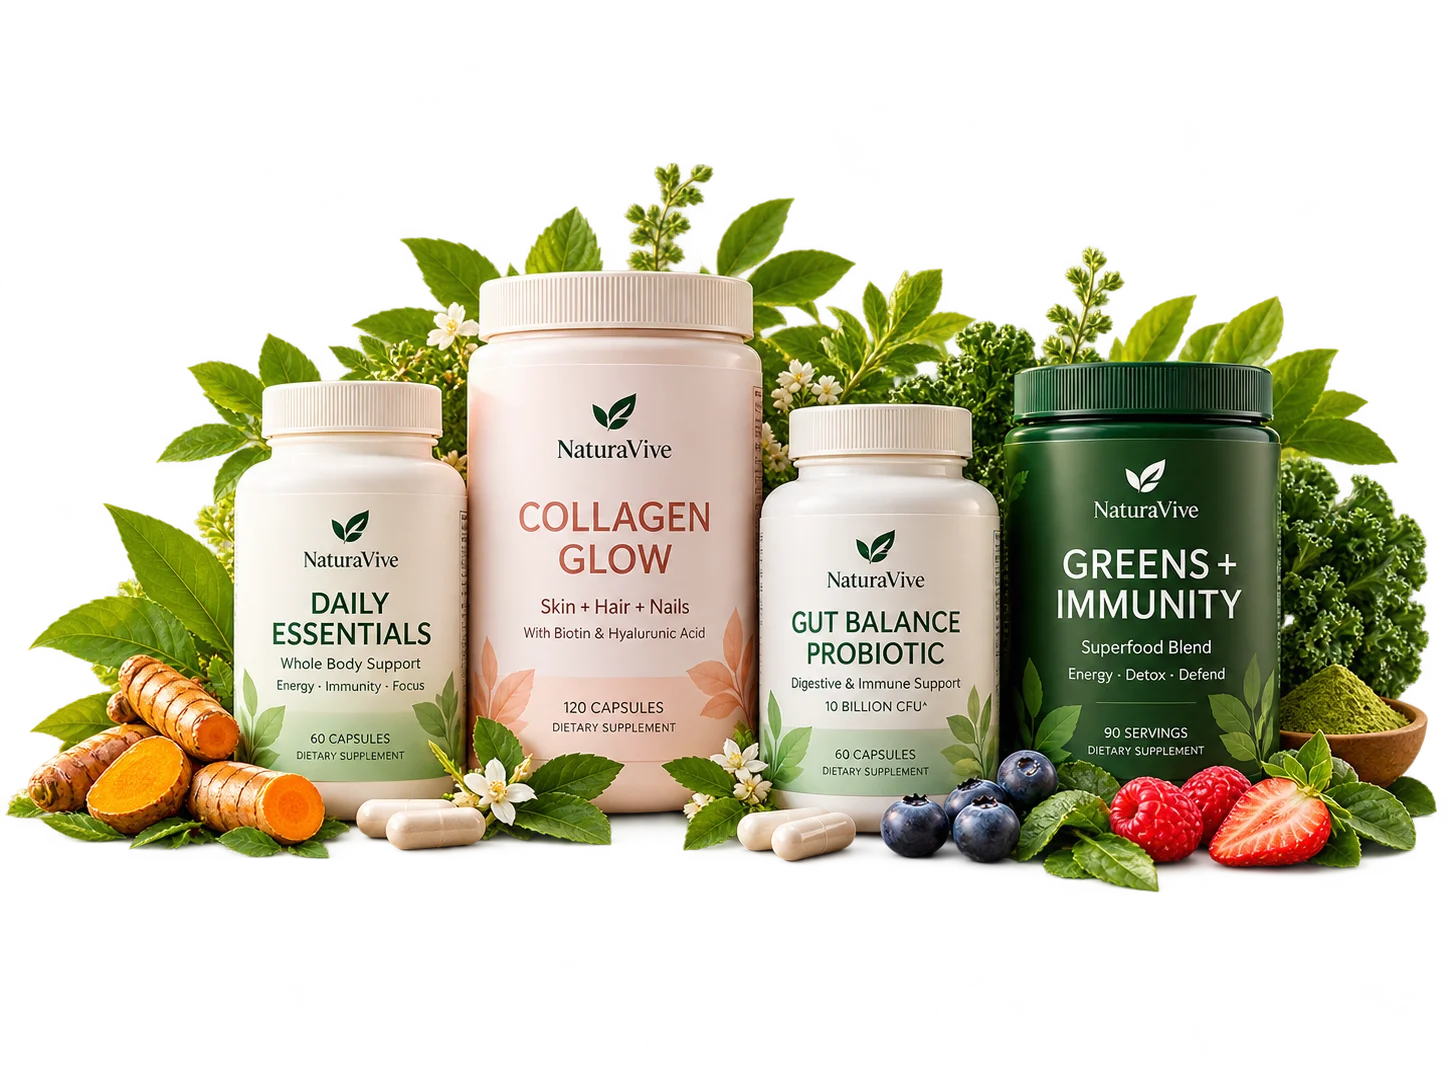 NaturaVive
DAILY
ESSENTIALS
Whole Body Support
Energy · Immunity · Focus
60 CAPSULES
DIETARY SUPPLEMENT
NaturaVive
COLLAGEN
GLOW
Skin + Hair + Nails
With Biotin & Hyalurunic Acid
120 CAPSULES
DIETARY SUPPLEMENT
NaturaVive
GUT BALANCE
PROBIOTIC
Digestive & Immune Support
10 BILLION CFU^
60 CAPSULES
DIETARY SUPPLEMENT
NaturaVive
GREENS +
IMMUNITY
Superfood Blend
Energy · Detox · Defend
90 SERVINGS
DIETARY SUPPLEMENT